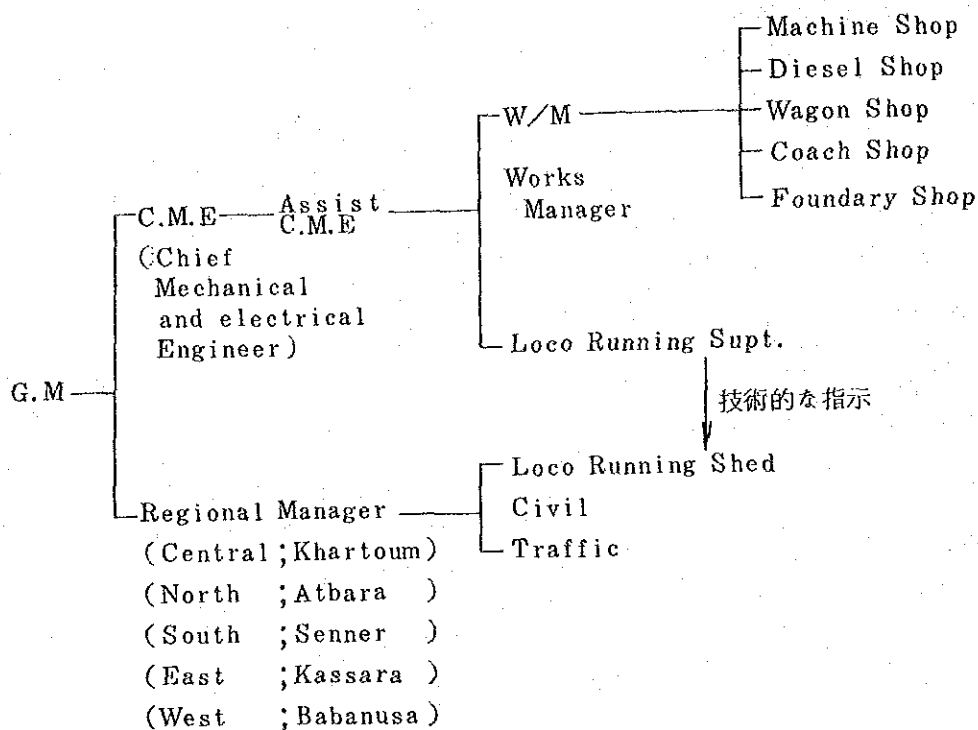 Machine Shop
Diesel Shop
W/M
Wagon Shop
Coach Shop
Works
Manager
Foundary Shop
C.M.E
Assist
C.M.E
(Chief
Mechanical
and electrical
Engineer)
Loco Running Supt.
G.M
技術的な指示
Loco Running Shed
Regional Manager
Civil
Traffic
(Central ;Khartoum)
(North ;Atbara )
(South ;Senner )
(East ;Kassara )
(West ;Babanusa)